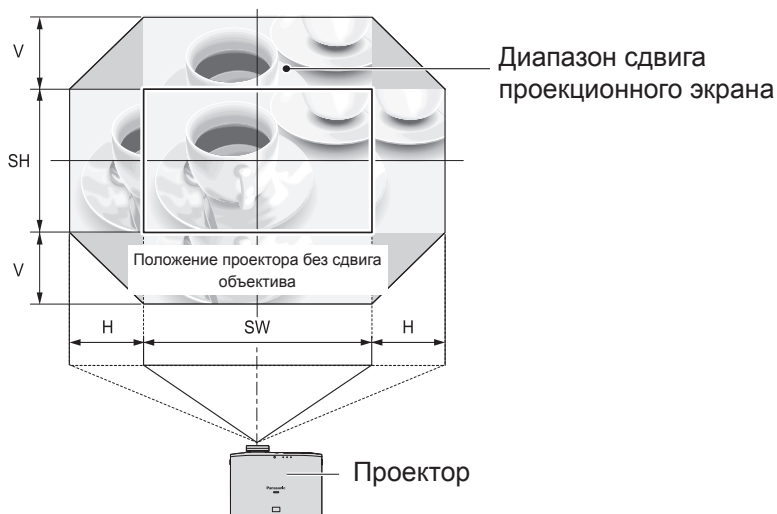 V
Диапазон сдвига
проекционного экрана
SH
V
Положение проектора без сдвига
объектива
H
SW
H
Panasonic
Проектор